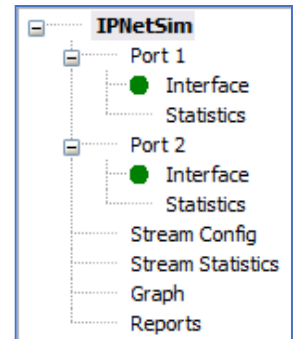 IPNetSim
Port 1
Interface
Statistics
Port 2
Interface
Statistics
Stream Config
Stream Statistics
Graph
Reports